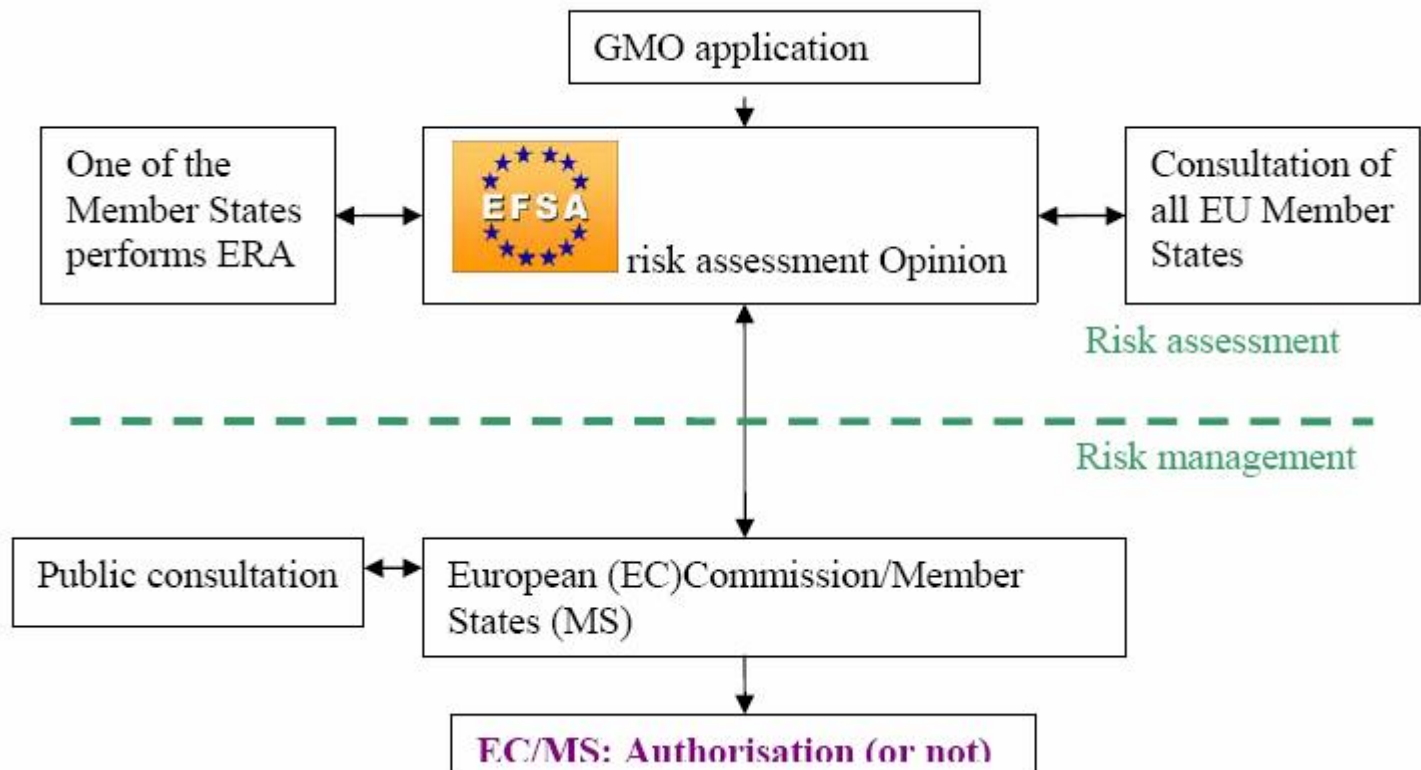 GMO application
One of the
Member States
performs ERA
EFSA
risk assessment Opinion
Consultation of
all EU Member
States
Risk assessment
Risk management
Public consultation
European (EC)Commission/Member
States (MS)
EC/MS: Authorisation (or not)